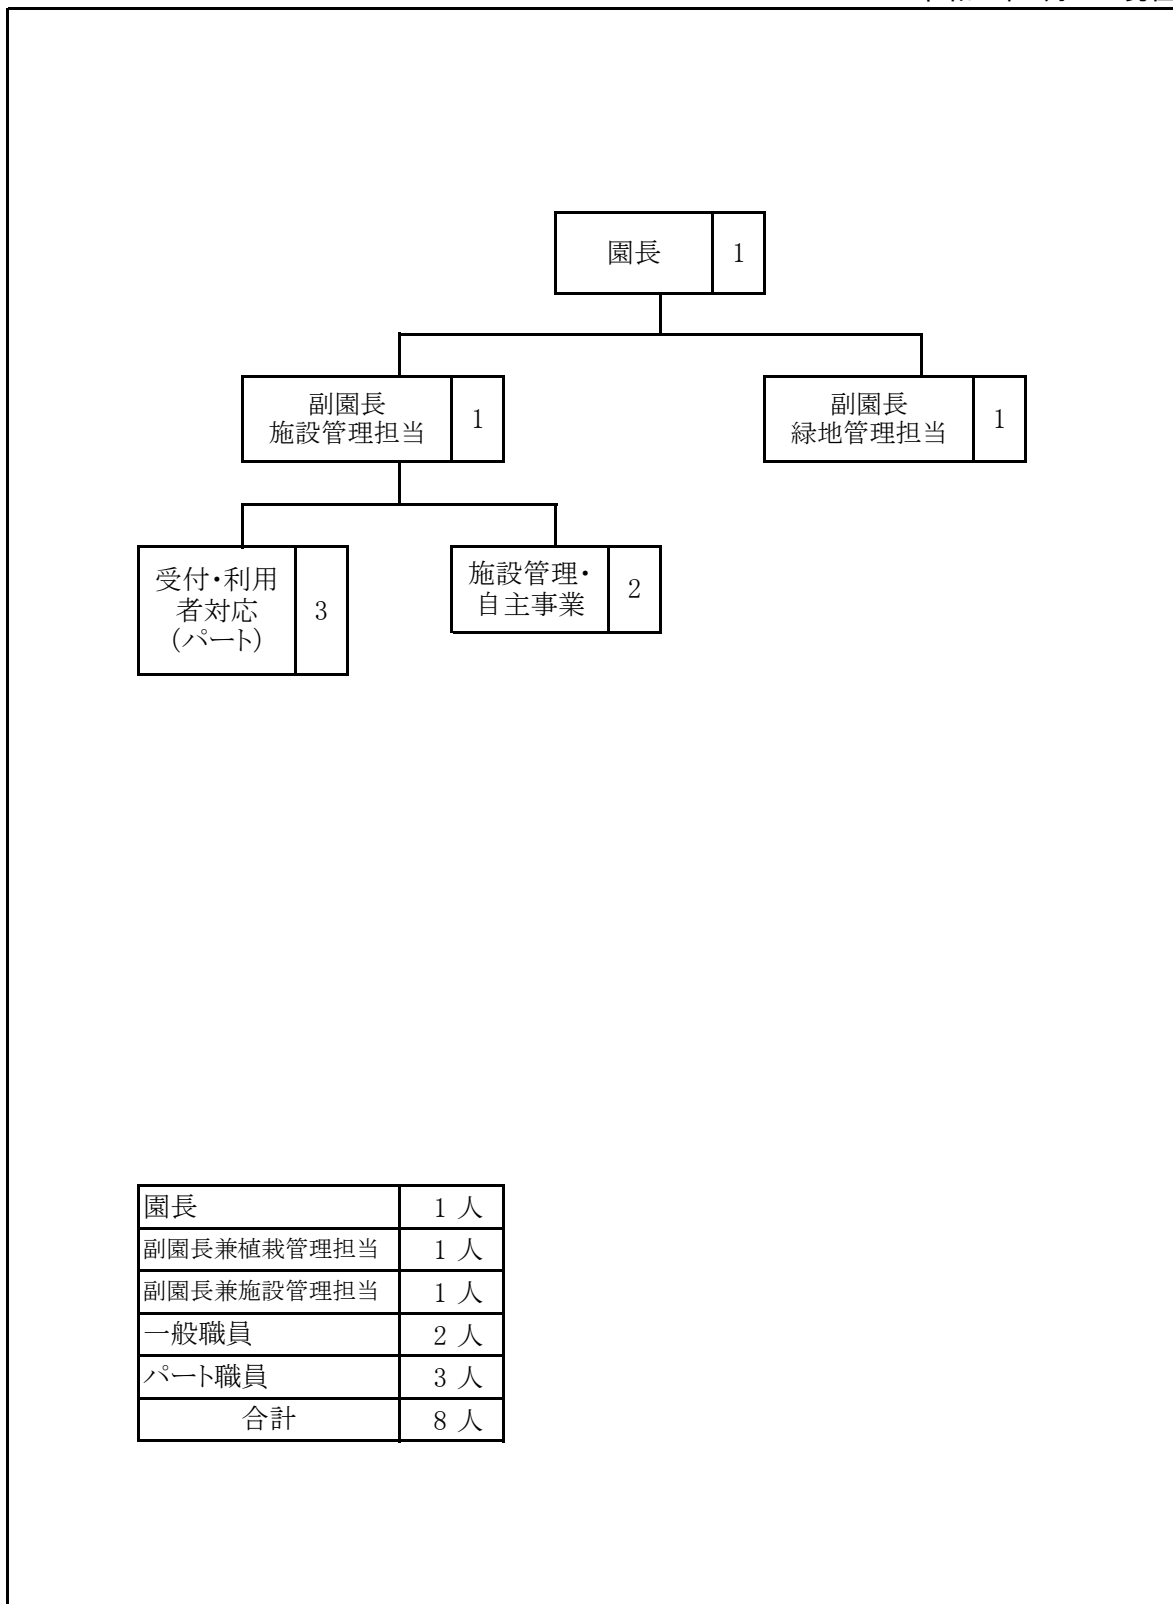 園長 1
副園長
施設管理担当 1
副園長
緑地管理担当 1
受付・利用
者対応
(パート) 3
施設管理・
自主事業 2
園長 1 人
副園長兼植栽管理担当 1 人
副園長兼施設管理担当 1 人
一般職員 2 人
パート職員 3 人
合計 8 人